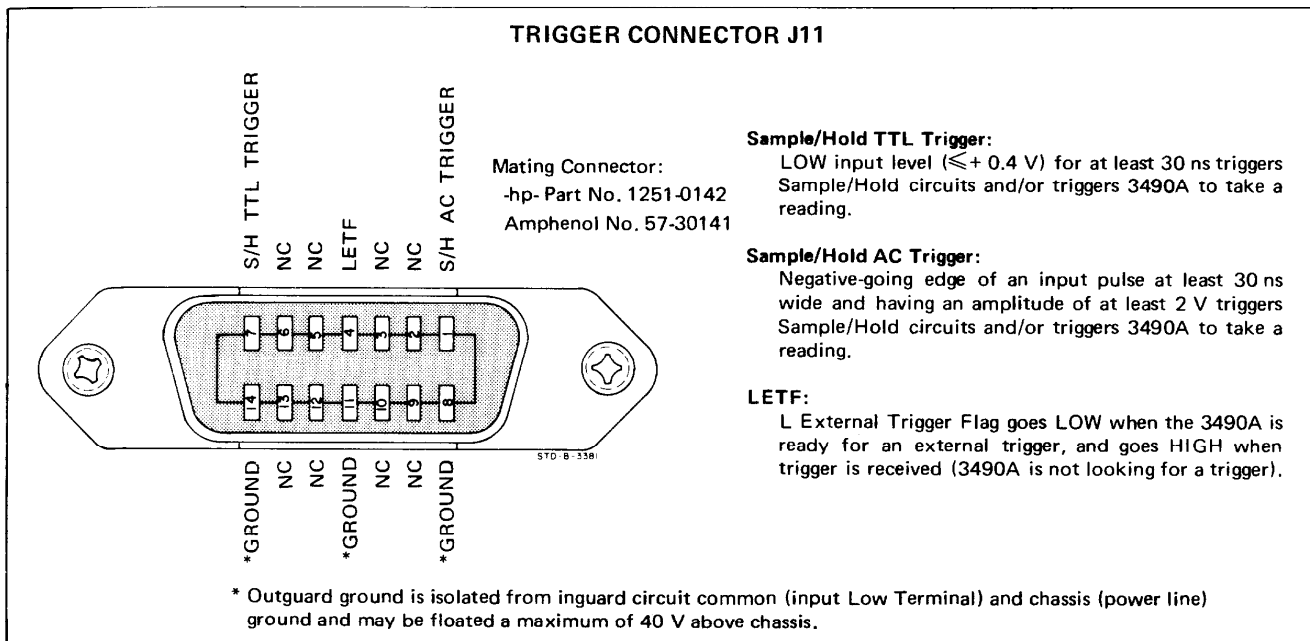 TRIGGER CONNECTOR J11
S/H TTL TRIGGER
NC
NC
LETF
NC
NC
S/H AC TRIGGER
Mating Connector:
-hp- Part No. 1251-0142
Amphenol No. 57-30141
7 6 5 4 3 2 1
14 13 12 11 10 9 8
STD-B-3381
*GROUND
NC
NC
*GROUND
NC
NC
*GROUND
Sample/Hold TTL Trigger:
LOW input level (≤+ 0.4 V) for at least 30 ns triggers
Sample/Hold circuits and/or triggers 3490A to take a
reading.
Sample/Hold AC Trigger:
Negative-going edge of an input pulse at least 30 ns
wide and having an amplitude of at least 2 V triggers
Sample/Hold circuits and/or triggers 3490A to take a
reading.
LETF:
L External Trigger Flag goes LOW when the 3490A is
ready for an external trigger, and goes HIGH when
trigger is received (3490A is not looking for a trigger).
* Outguard ground is isolated from inguard circuit common (input Low Terminal) and chassis (power line)
ground and may be floated a maximum of 40 V above chassis.